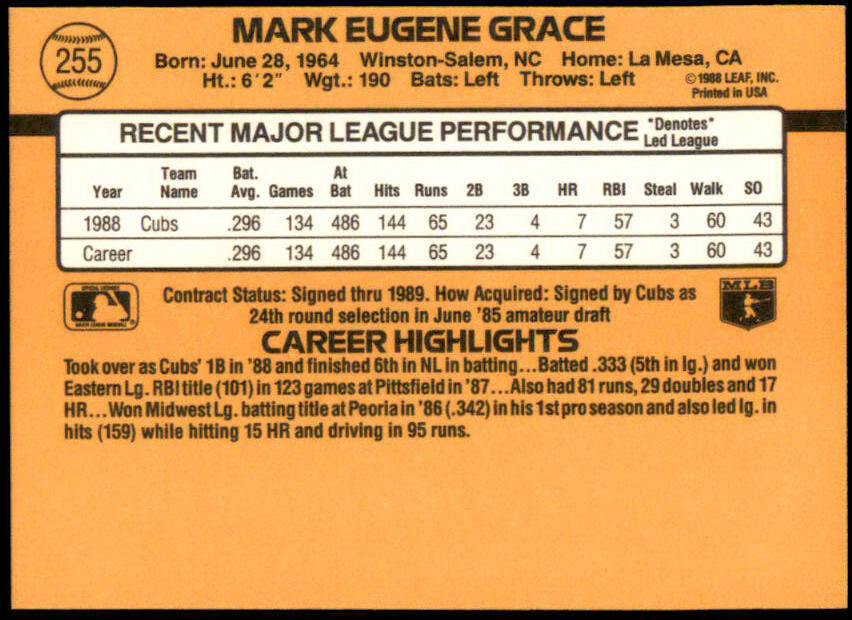 MARK EUGENE GRACE
255
Born: June 28, 1964 Winston-Salem, NC Home: La Mesa, CA
Ht.: 6'2" Wgt.: 190 Bats: Left Throws: Left
©1988 LEAF, INC.
Printed in USA
RECENT MAJOR LEAGUE PERFORMANCE *Denotes*
Led League
Year Team Name Bat. Avg. Games At Bat Hits Runs 2B 3B HR RBI Steal Walk SO
1988 Cubs .296 134 486 144 65 23 4 7 57 3 60 43
Career .296 134 486 144 65 23 4 7 57 3 60 43
Contract Status: Signed thru 1989. How Acquired: Signed by Cubs as
24th round selection in June '85 amateur draft
MLB
CAREER HIGHLIGHTS
Took over as Cubs' 1B in '88 and finished 6th in NL in batting...Batted .333 (5th in lg.) and won
Eastern Lg. RBI title (101) in 123 games at Pittsfield in '87...Also had 81 runs, 29 doubles and 17
HR...Won Midwest Lg. batting title at Peoria in '86 (.342) in his 1st pro season and also led lg. in
hits (159) while hitting 15 HR and driving in 95 runs.